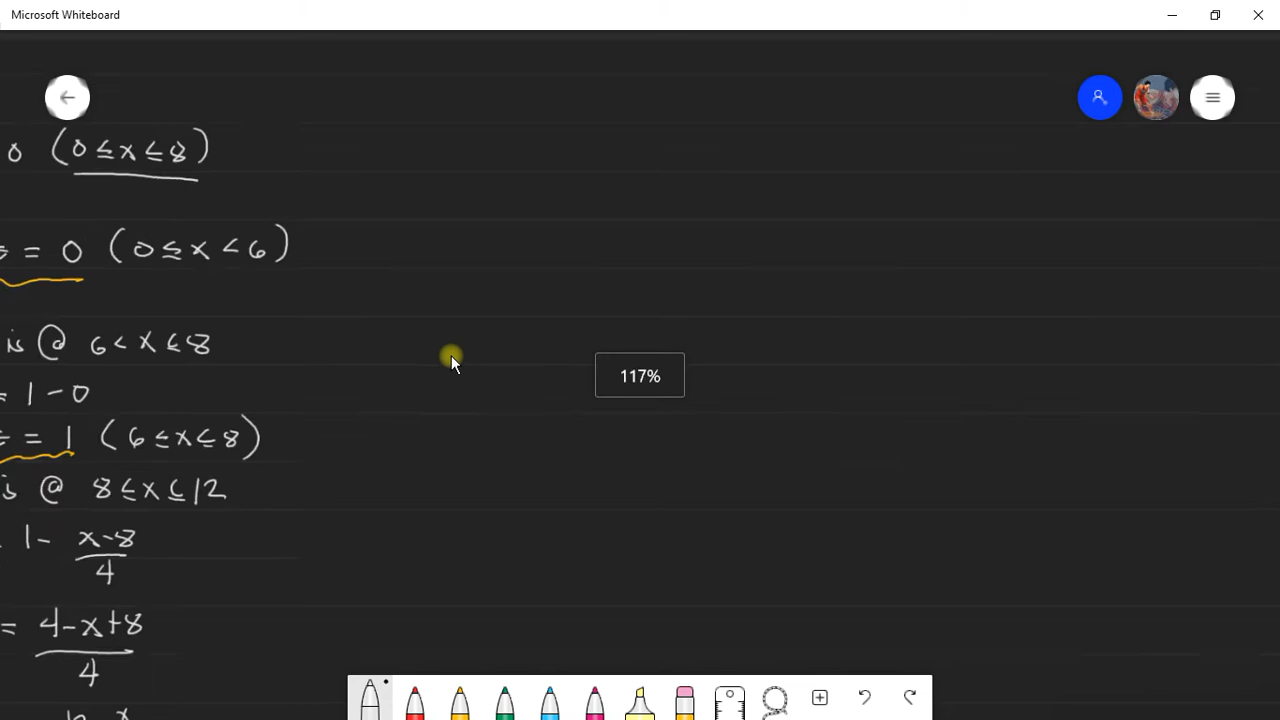 Microsoft Whiteboard
0 (0 ≤ x ≤ 8)
= 0 (0 ≤ x < 6)
is @ 6 < x ≤ 8
= 1 - 0
= 1 (6 ≤ x ≤ 8)
is @ 8 ≤ x ≤ 12
1 - x-8
4
= 4-x+8
4
117%